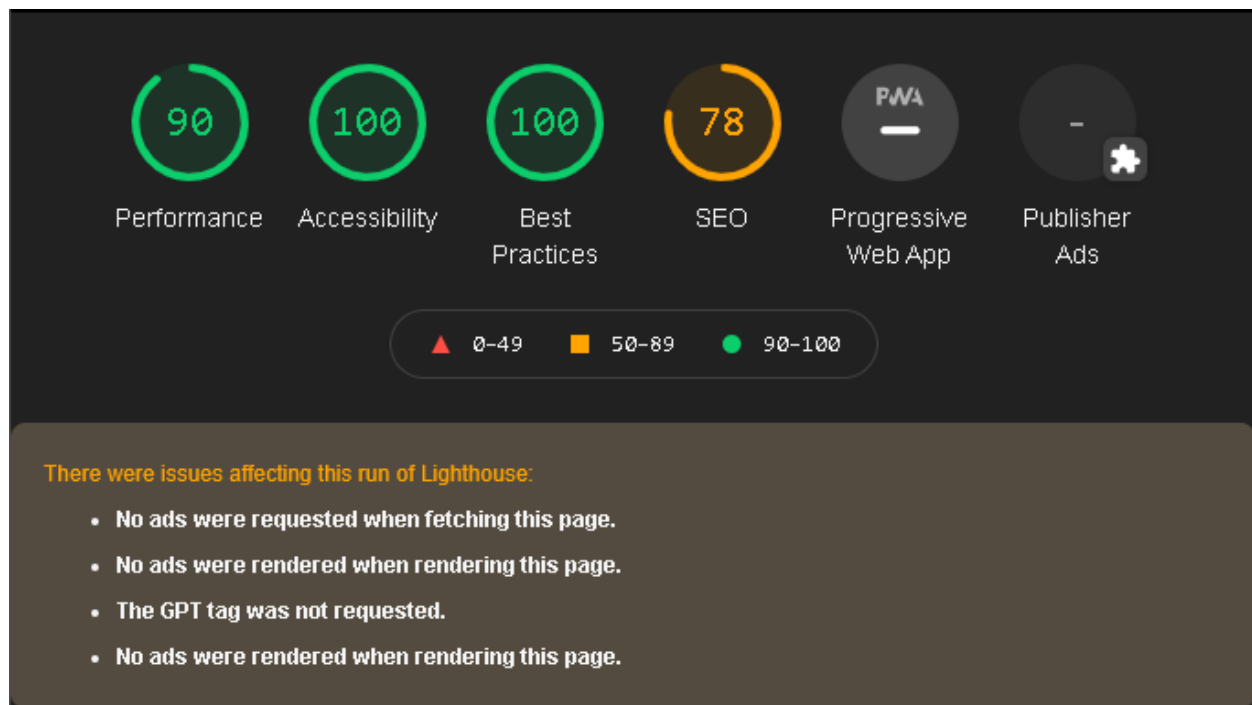 90
100
100
78
PWA
-
Performance
Accessibility
Best
Practices
SEO
Progressive
Web App
Publisher
Ads
0–49
50–89
90–100
There were issues affecting this run of Lighthouse:
• No ads were requested when fetching this page.
• No ads were rendered when rendering this page.
• The GPT tag was not requested.
• No ads were rendered when rendering this page.